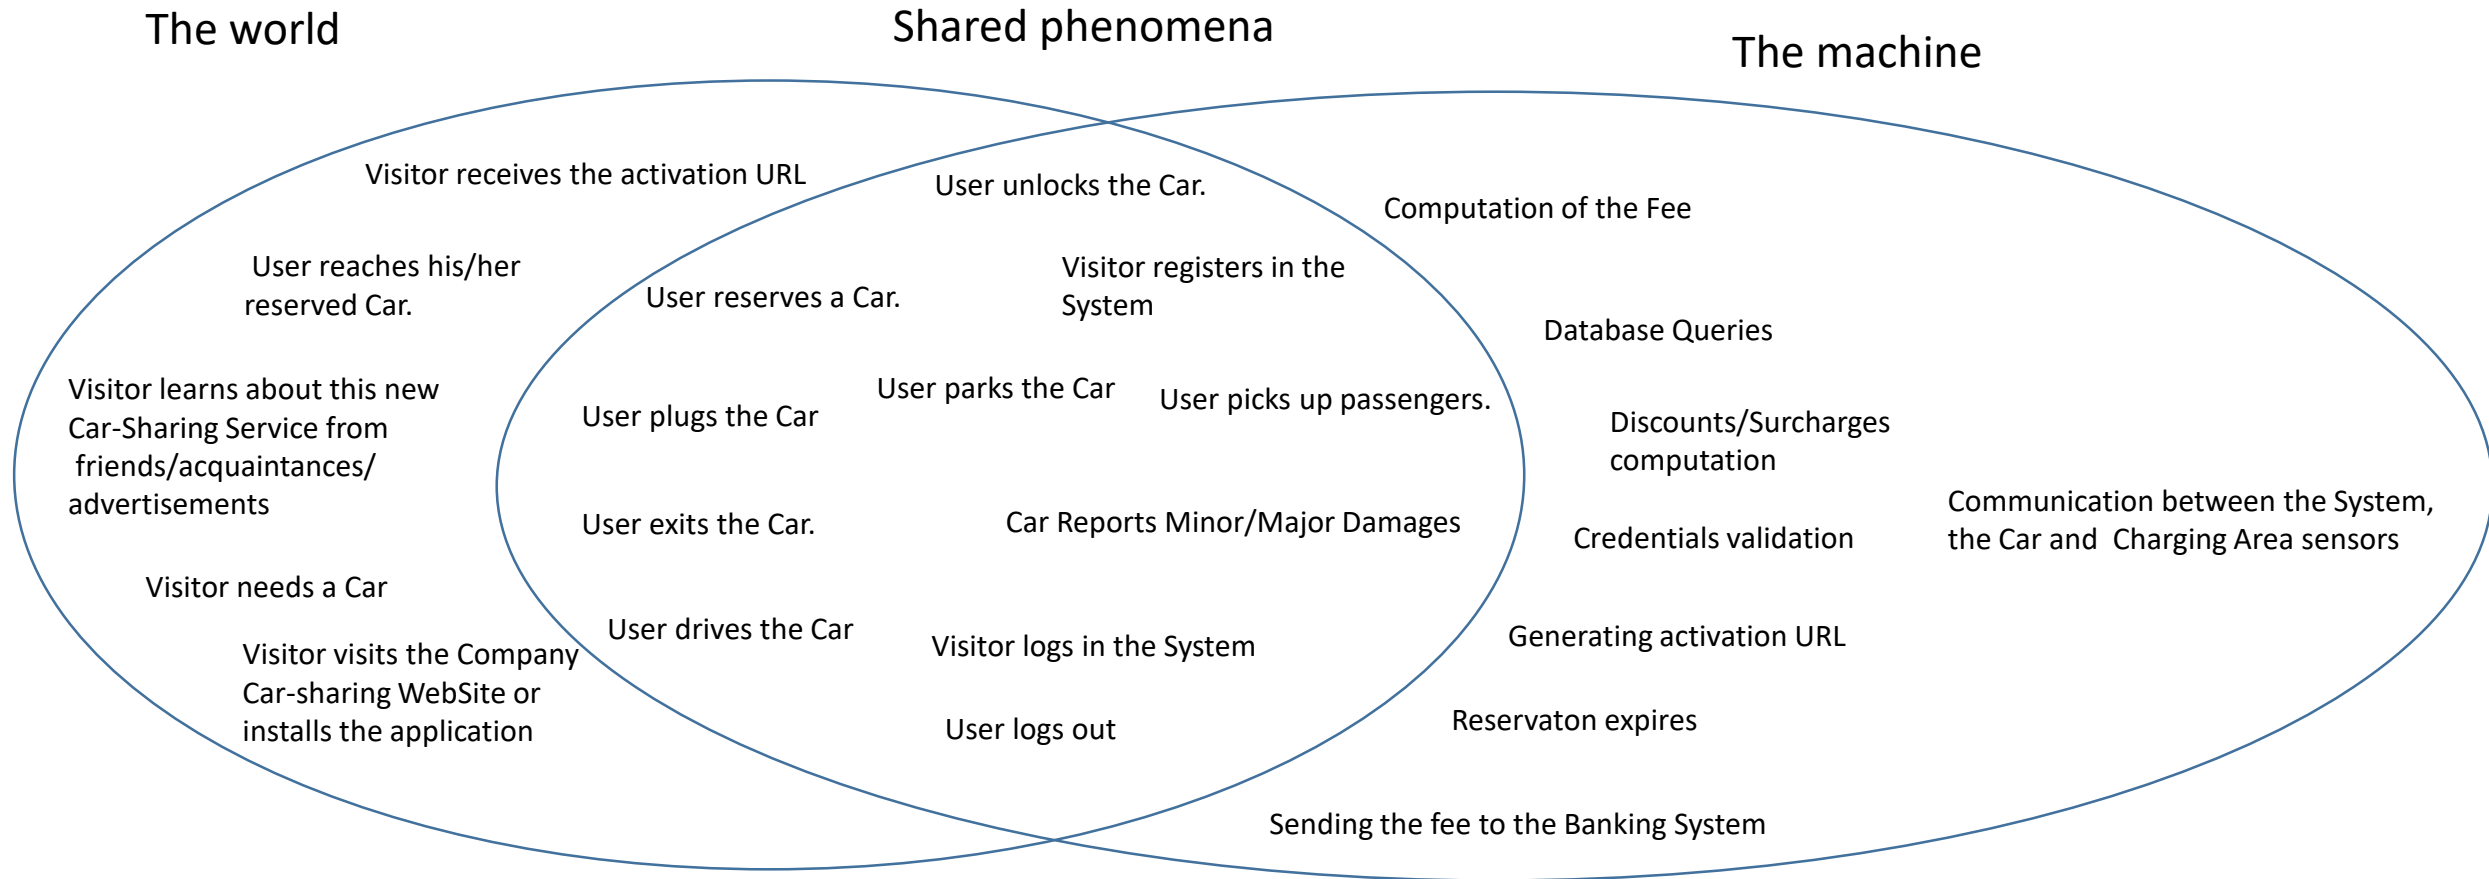 The world
Shared phenomena
The machine
Visitor receives the activation URL
User reaches his/her
reserved Car.
Visitor learns about this new
Car-Sharing Service from
friends/acquaintances/
advertisements
Visitor needs a Car
Visitor visits the Company
Car-sharing WebSite or
installs the application
User unlocks the Car.
Visitor registers in the
System
User reserves a Car.
User parks the Car
User picks up passengers.
User plugs the Car
User exits the Car.
Car Reports Minor/Major Damages
User drives the Car
Visitor logs in the System
User logs out
Computation of the Fee
Database Queries
Discounts/Surcharges
computation
Communication between the System,
the Car and Charging Area sensors
Credentials validation
Generating activation URL
Reservaton expires
Sending the fee to the Banking System